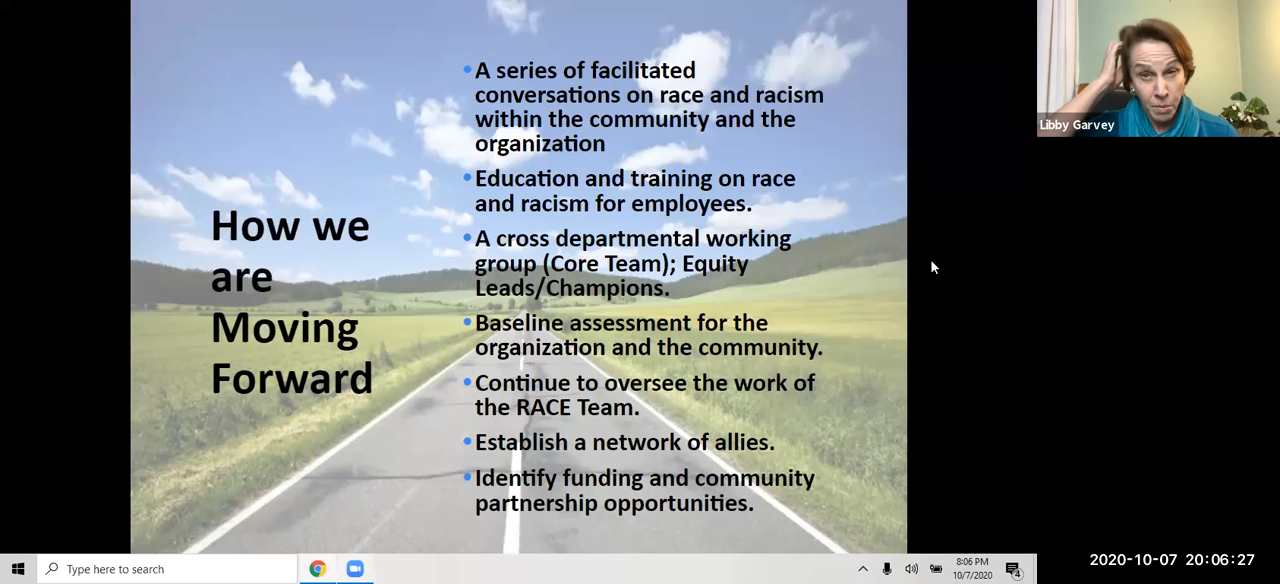 How we
are
Moving
Forward
A series of facilitated
conversations on race and racism
within the community and the
organization
Education and training on race
and racism for employees.
A cross departmental working
group (Core Team); Equity
Leads/Champions.
Baseline assessment for the
organization and the community.
Continue to oversee the work of
the RACE Team.
Establish a network of allies.
Identify funding and community
partnership opportunities.
Libby Garvey
Type here to search
8:06 PM
10/7/2020
4
2020-10-07 20:06:27